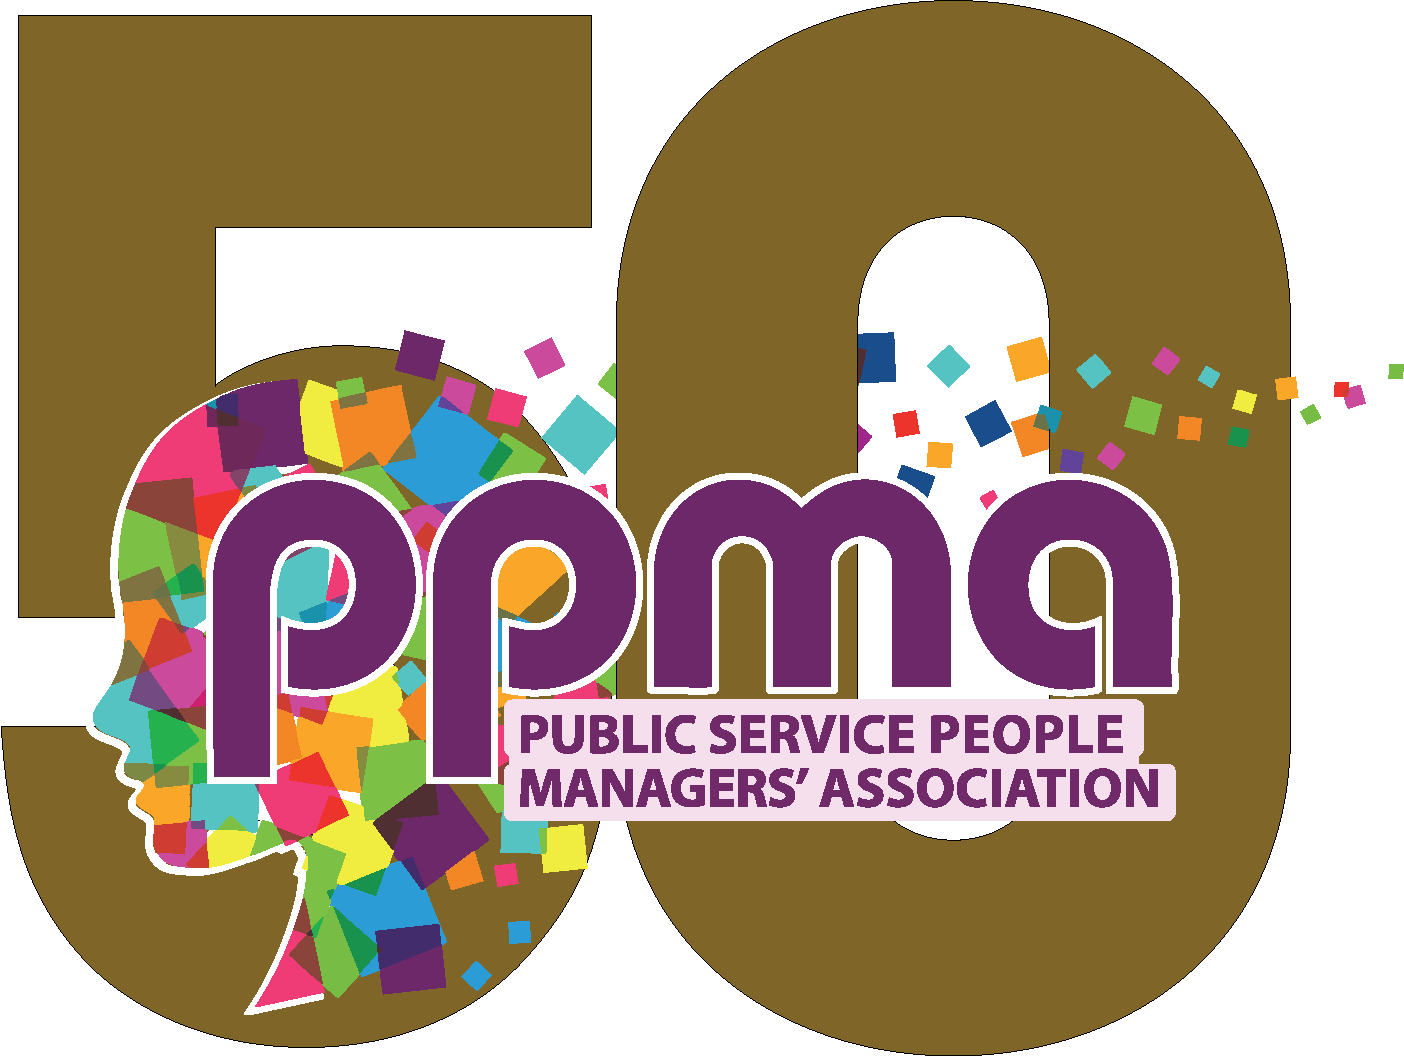 50
ppma
PUBLIC SERVICE PEOPLE
MANAGERS’ ASSOCIATION